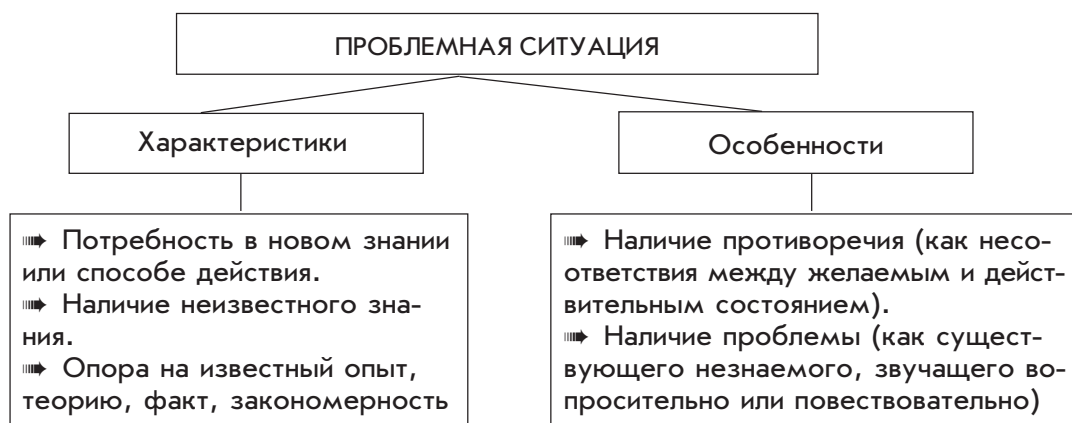 ПРОБЛЕМНАЯ СИТУАЦИЯ
Характеристики
Потребность в новом знании
или способе действия.
Наличие неизвестного зна-
ния.
Опора на известный опыт,
теорию, факт, закономерность
Особенности
Наличие противоречия (как несо-
ответствия между желаемым и дейст-
вительным состоянием).
Наличие проблемы (как сущест-
вующего незнаемого, звучащего во-
просительно или повествовательно)